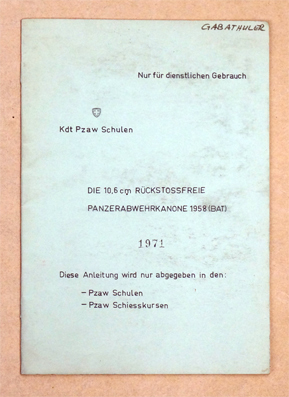 GABATHULER
Nur für dienstlichen Gebrauch
Kdt Pzaw Schulen
DIE 10,6 cm RÜCKSTOSSFREIE
PANZERABWEHRKANONE 1958 (BAT)
1971
Diese Anleitung wird nur abgegeben in den:
– Pzaw Schulen
– Pzaw Schiesskursen